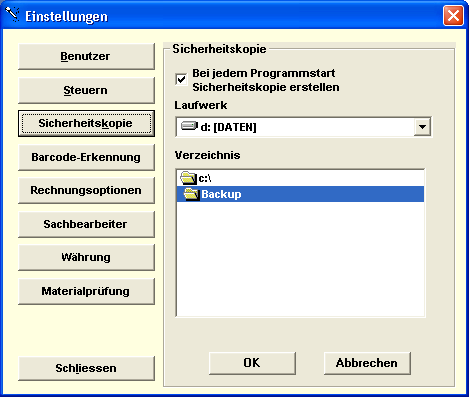 Einstellungen
Benutzer
Steuern
Sicherheitskopie
Barcode-Erkennung
Rechnungsoptionen
Sachbearbeiter
Währung
Materialprüfung
Schliessen
Sicherheitskopie
Bei jedem Programmstart
Sicherheitskopie erstellen
Laufwerk
d: [DATEN]
Verzeichnis
c:\
Backup
OK
Abbrechen